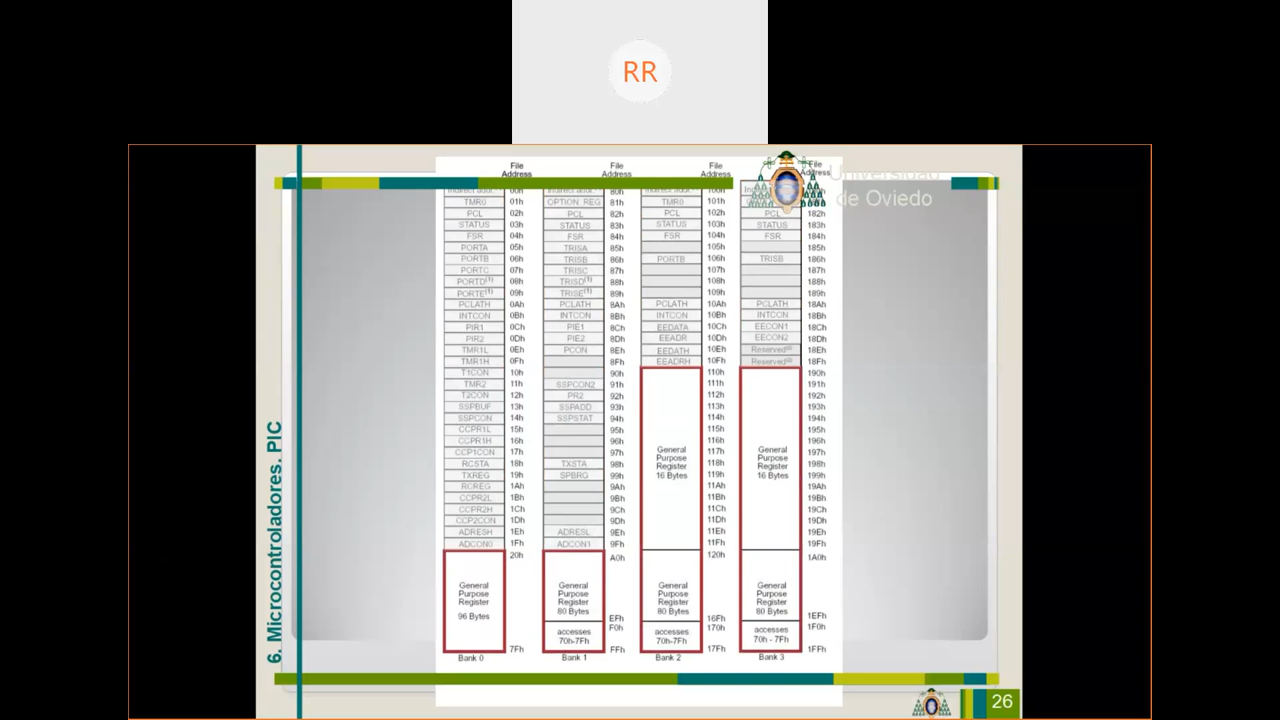 RR
Universidad
de Oviedo
6. Microcontroladores. PIC
File
Address
File
Address
File
Address
File
Address
Indirect addr. 00h
TMR0 01h
PCL 02h
STATUS 03h
FSR 04h
PORTA 05h
PORTB 06h
PORTC 07h
PORTD(1) 08h
PORTE(1) 09h
PCLATH 0Ah
INTCON 0Bh
PIR1 0Ch
PIR2 0Dh
TMR1L 0Eh
TMR1H 0Fh
T1CON 10h
TMR2 11h
T2CON 12h
SSPBUF 13h
SSPCON 14h
CCPR1L 15h
CCPR1H 16h
CCP1CON 17h
RCSTA 18h
TXREG 19h
RCREG 1Ah
CCPR2L 1Bh
CCPR2H 1Ch
CCP2CON 1Dh
ADRESH 1Eh
ADCON0 1Fh
20h
General
Purpose
Register
96 Bytes
7Fh
Bank 0
Indirect addr. 80h
OPTION_REG 81h
PCL 82h
STATUS 83h
FSR 84h
TRISA 85h
TRISB 86h
TRISC 87h
TRISD(1) 88h
TRISE(1) 89h
PCLATH 8Ah
INTCON 8Bh
PIE1 8Ch
PIE2 8Dh
PCON 8Eh
8Fh
90h
SSPCON2 91h
PR2 92h
SSPADD 93h
SSPSTAT 94h
95h
96h
97h
TXSTA 98h
SPBRG 99h
9Ah
9Bh
9Ch
9Dh
ADRESL 9Eh
ADCON1 9Fh
A0h
General
Purpose
Register
80 Bytes
EFh
F0h
accesses
70h-7Fh
FFh
Bank 1
Indirect addr. 100h
TMR0 101h
PCL 102h
STATUS 103h
FSR 104h
105h
PORTB 106h
107h
108h
109h
PCLATH 10Ah
INTCON 10Bh
EEDATA 10Ch
EEADR 10Dh
EEDATH 10Eh
EEADRH 10Fh
110h
111h
112h
113h
114h
115h
116h
117h
118h
119h
11Ah
11Bh
11Ch
11Dh
11Eh
11Fh
General
Purpose
Register
16 Bytes
120h
General
Purpose
Register
80 Bytes
16Fh
170h
accesses
70h-7Fh
17Fh
Bank 2
PCL 182h
STATUS 183h
FSR 184h
185h
TRISB 186h
187h
188h
189h
PCLATH 18Ah
INTCON 18Bh
EECON1 18Ch
EECON2 18Dh
Reserved(2) 18Eh
Reserved(2) 18Fh
190h
191h
192h
193h
194h
195h
196h
197h
198h
199h
19Ah
19Bh
19Ch
19Dh
19Eh
19Fh
General
Purpose
Register
16 Bytes
1A0h
General
Purpose
Register
80 Bytes
1EFh
1F0h
accesses
70h - 7Fh
1FFh
Bank 3
26